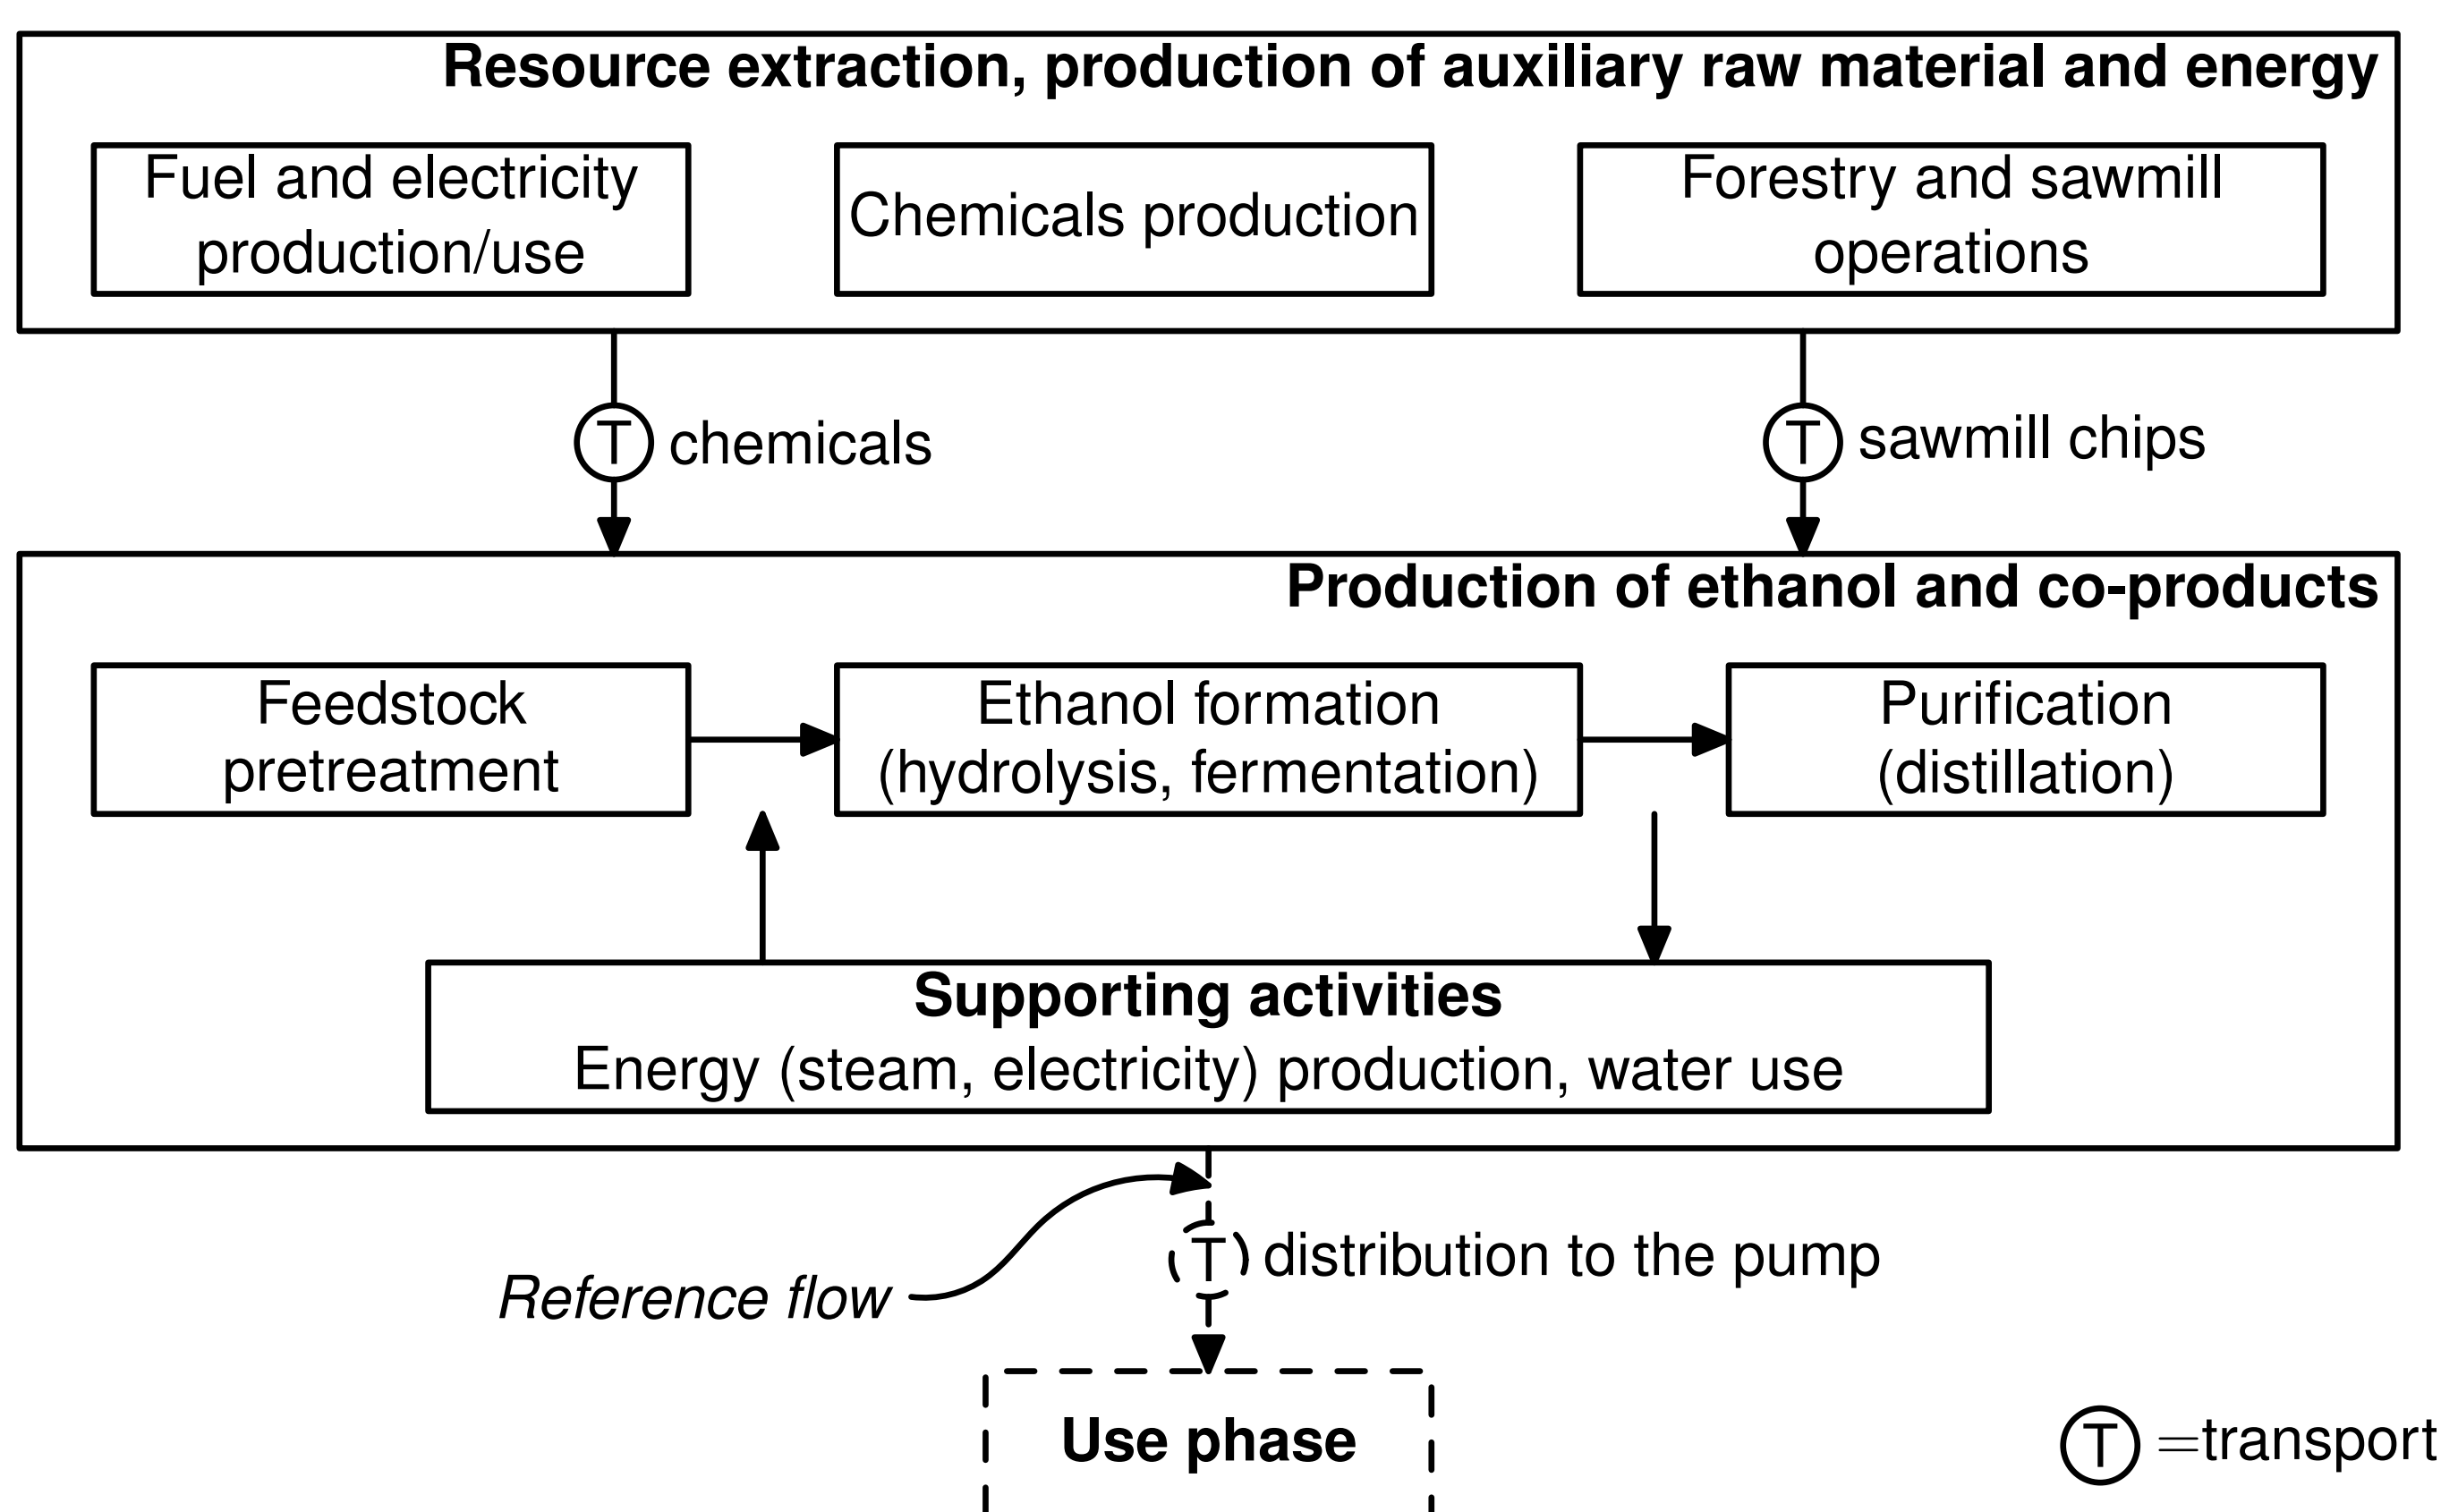 Resource extraction, production of auxiliary raw material and energy
Fuel and electricity
production/use
Chemicals production
Forestry and sawmill
operations
T chemicals
T sawmill chips
Production of ethanol and co-products
Feedstock
pretreatment
Ethanol formation
(hydrolysis, fermentation)
Purification
(distillation)
Supporting activities
Energy (steam, electricity) production, water use
Reference flow
T distribution to the pump
Use phase
T =transport